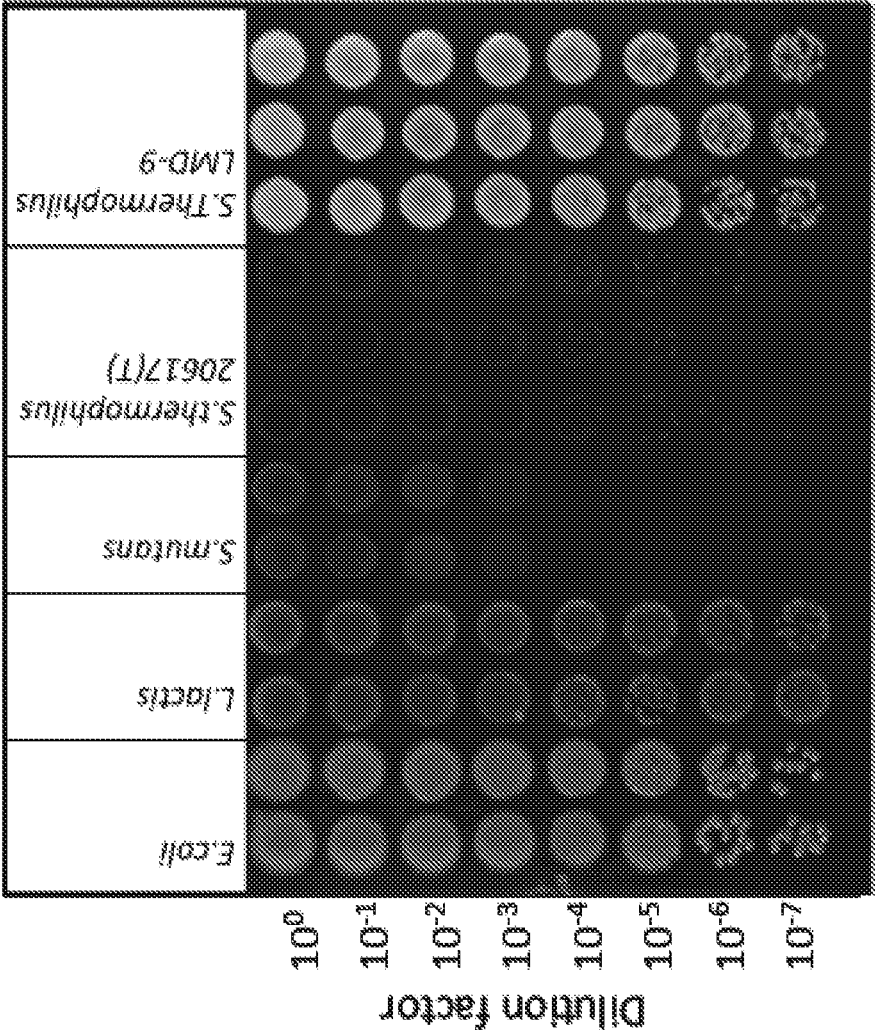 Dilution factor
10⁰
10⁻¹
10⁻²
10⁻³
10⁻⁴
10⁻⁵
10⁻⁶
10⁻⁷
E.coli
L.lactis
S.mutans
S.thermophilus
20617(T)
S.Thermophilus
LMD-9